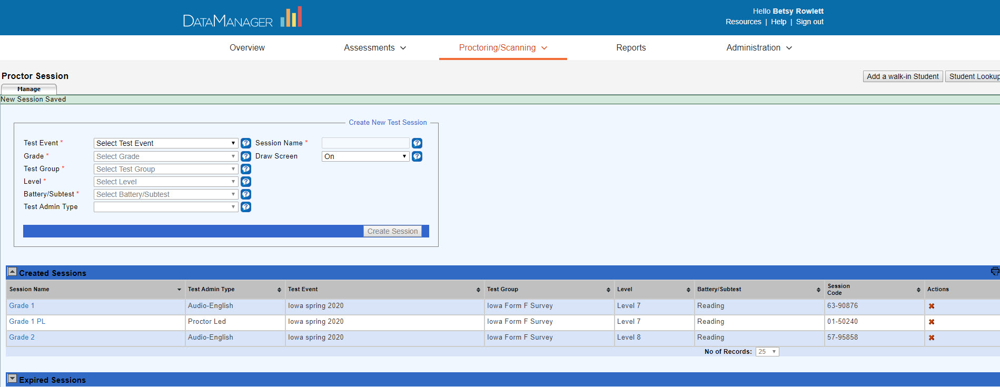 DATAMANAGER
Hello Betsy Rowlett
Resources | Help | Sign out
Overview Assessments Proctoring/Scanning Reports Administration
Proctor Session
Add a walk-in Student Student Lookup
Manage
New Session Saved
Create New Test Session
Test Event * Select Test Event ? Session Name * ?
Grade * Select Grade ? Draw Screen On ?
Test Group * Select Test Group ?
Level * Select Level ?
Battery/Subtest * Select Battery/Subtest ?
Test Admin Type ?
Create Session
Created Sessions
Session Name Test Admin Type Test Event Test Group Level Battery/Subtest Session Code Actions
Grade 1 Audio-English Iowa spring 2020 Iowa Form F Survey Level 7 Reading 63-90876
Grade 1 PL Proctor Led Iowa spring 2020 Iowa Form F Survey Level 7 Reading 01-50240
Grade 2 Audio-English Iowa spring 2020 Iowa Form F Survey Level 8 Reading 57-95858
No of Records: 25
Expired Sessions